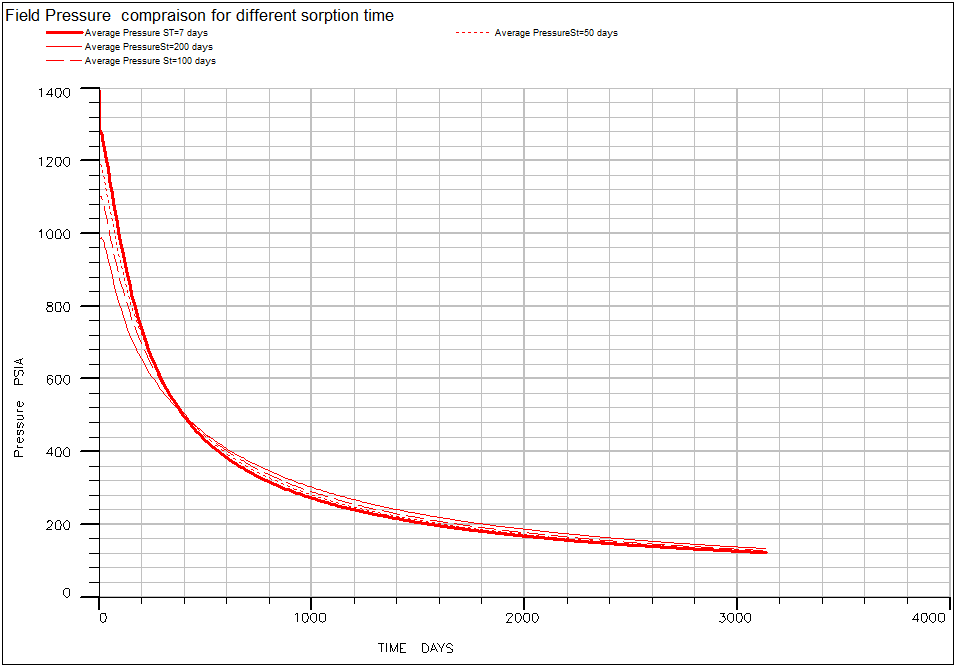 Field Pressure  compraison for different sorption time
Average Pressure ST=7 days
Average PressureSt=50 days
Average PressureSt=200 days
Average Pressure St=100 days
1400
1200
1000
800
600
400
200
0
Pressure PSIA
0 1000 2000 3000 4000
TIME DAYS